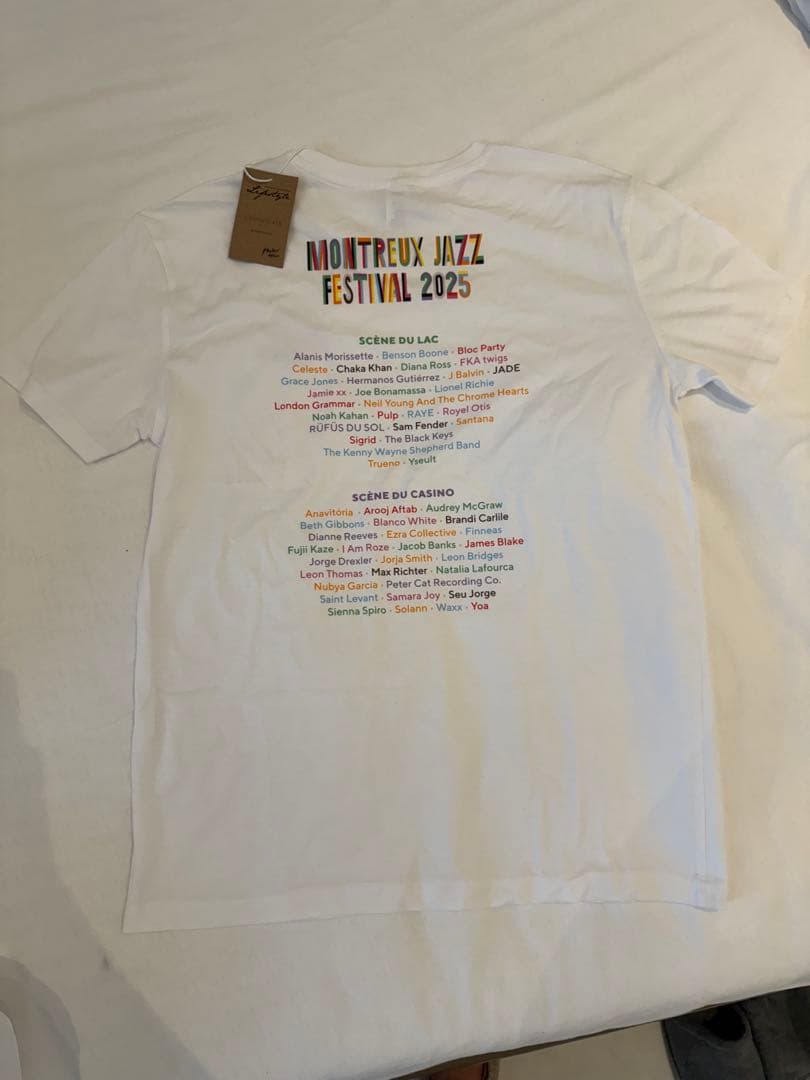 Lifestyle
MONTREUX JAZZ
FESTIVAL 2025
SCÈNE DU LAC
Alanis Morissette · Benson Boone · Bloc Party
Celeste · Chaka Khan · Diana Ross · FKA twigs
Grace Jones · Hermanos Gutiérrez · J Balvin · JADE
Jamie xx · Joe Bonamassa · Lionel Richie
London Grammar · Neil Young And The Chrome Hearts
Noah Kahan · Pulp · RAYE · Royel Otis
RÜFÜS DU SOL · Sam Fender · Santana
Sigrid · The Black Keys
The Kenny Wayne Shepherd Band
Trueno · Yseult
SCÈNE DU CASINO
Anavitória · Arooj Aftab · Audrey McGraw
Beth Gibbons · Blanco White · Brandi Carlile
Dianne Reeves · Ezra Collective · Finneas
Fujii Kaze · I Am Roze · Jacob Banks · James Blake
Jorge Drexler · Jorja Smith · Leon Bridges
Leon Thomas · Max Richter · Natalia Lafourca
Nubya Garcia · Peter Cat Recording Co.
Saint Levant · Samara Joy · Seu Jorge
Sienna Spiro · Solann · Waxx · Yoa